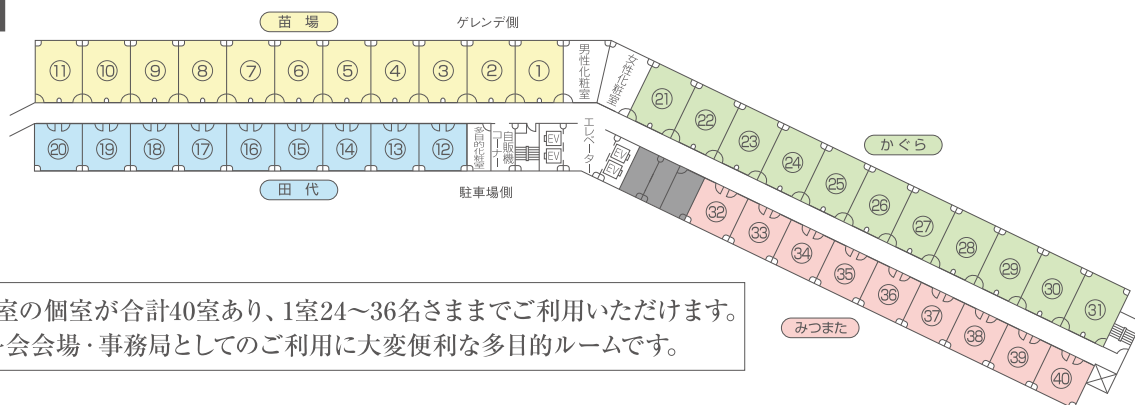 苗 場
ゲレンデ側
⑪ ⑩ ⑨ ⑧ ⑦ ⑥ ⑤ ④ ③ ② ①
男性化粧室
女性化粧室
⑳ ⑲ ⑱ ⑰ ⑯ ⑮ ⑭ ⑬ ⑫
多目的化粧室
自販機
コーナー
EV
EV
エレベーター
EV
EV
田 代
駐車場側
㉑ ㉒ ㉓ ㉔ ㉕ ㉖ ㉗ ㉘ ㉙ ㉚ ㉛
かぐら
㉜ ㉝ ㉞ ㉟ ㊱ ㊲ ㊳ ㊴ ㊵
みつまた
室の個室が合計40室あり、1室24〜36名さままでご利用いただけます。
会会場・事務局としてのご利用に大変便利な多目的ルームです。